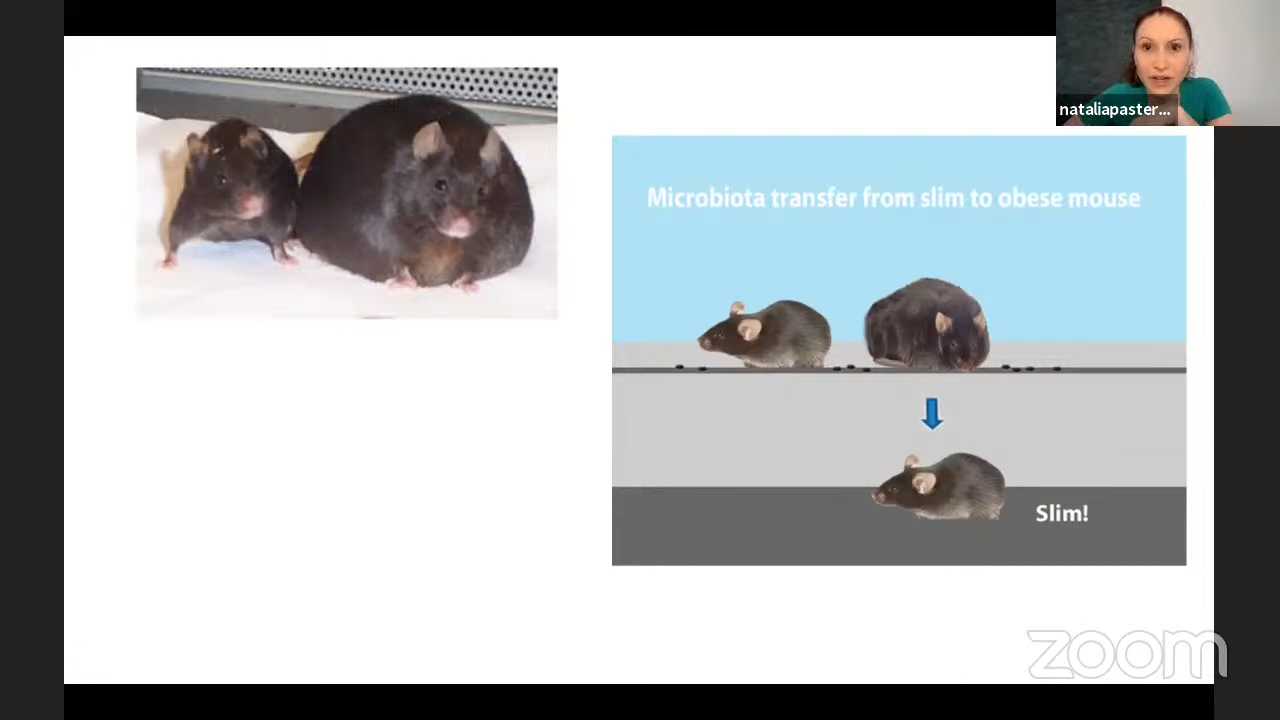 nataliapaster...
Microbiota transfer from slim to obese mouse
Slim!
zoom